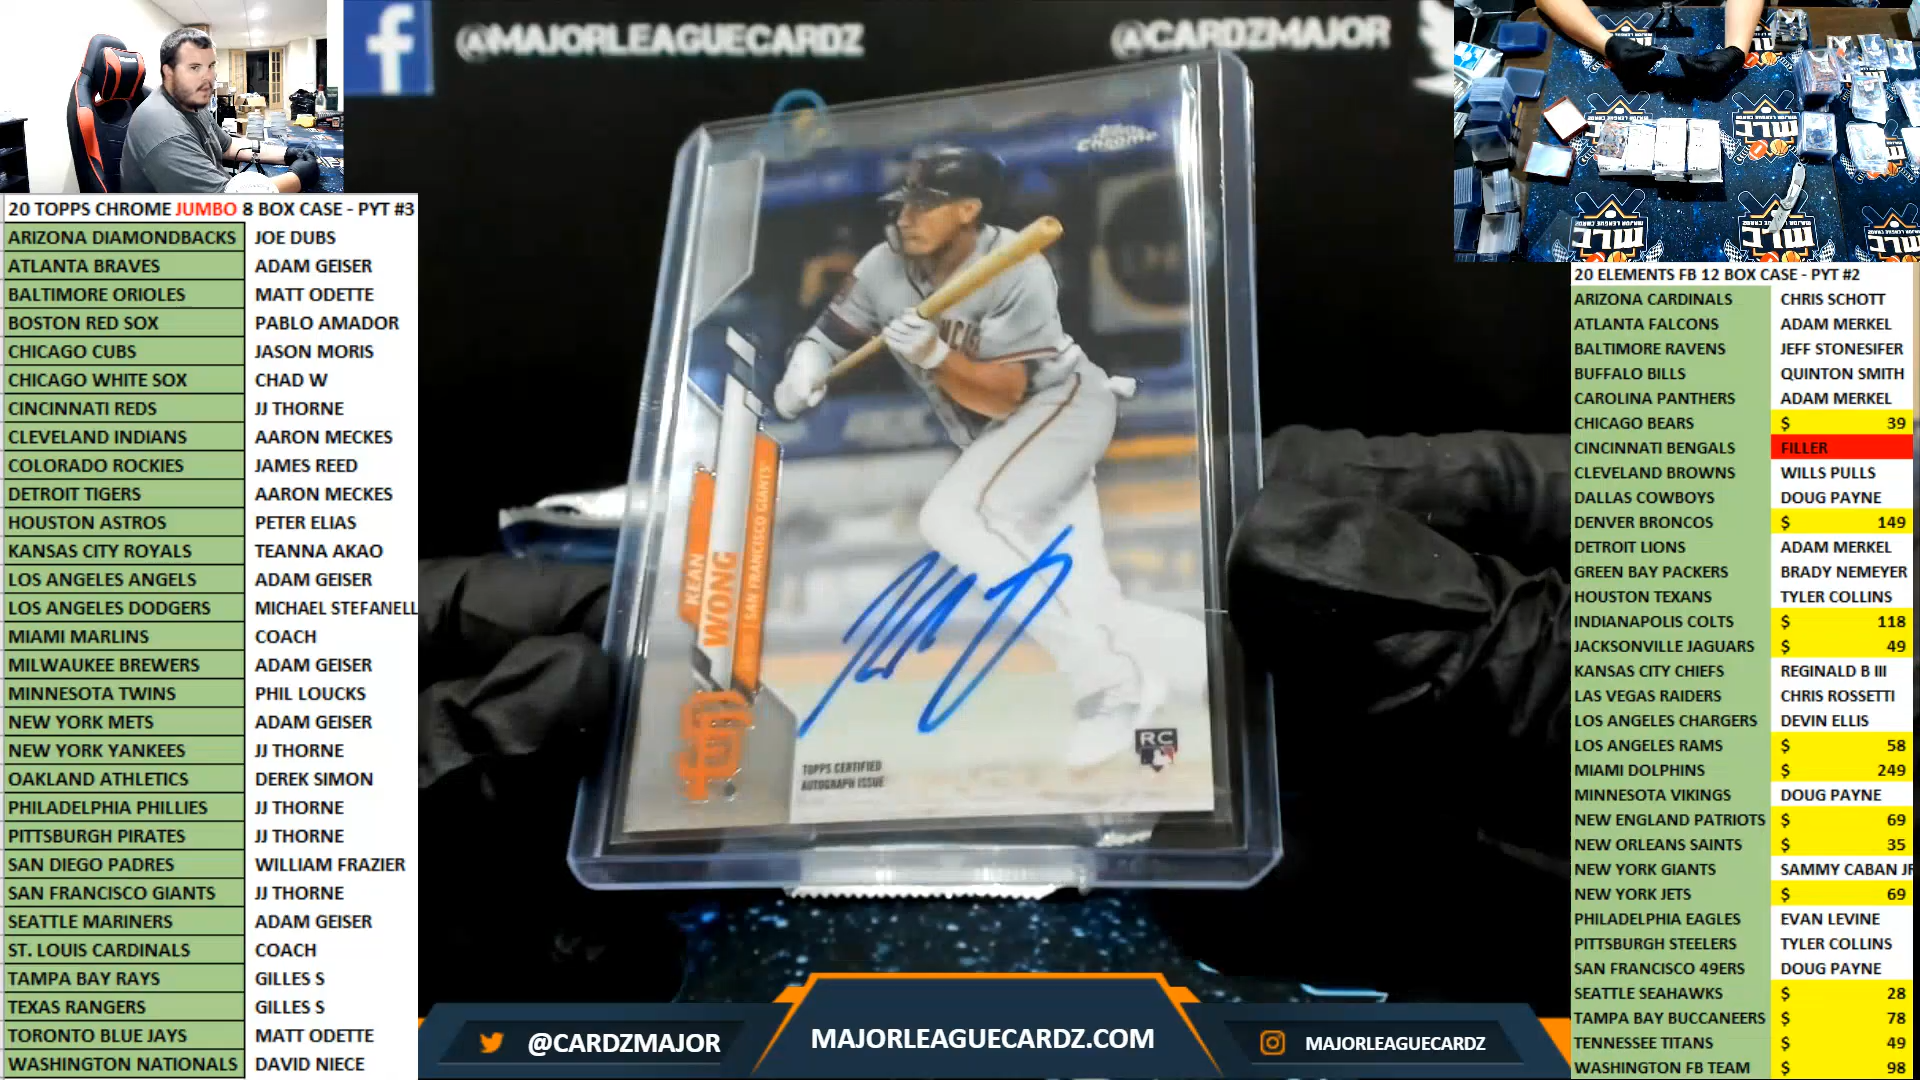 @MAJORLEAGUECARDZ
@CARDZMAJOR
20 TOPPS CHROME JUMBO 8 BOX CASE - PYT #3
ARIZONA DIAMONDBACKS JOE DUBS
ATLANTA BRAVES ADAM GEISER
BALTIMORE ORIOLES MATT ODETTE
BOSTON RED SOX PABLO AMADOR
CHICAGO CUBS JASON MORIS
CHICAGO WHITE SOX CHAD W
CINCINNATI REDS JJ THORNE
CLEVELAND INDIANS AARON MECKES
COLORADO ROCKIES JAMES REED
DETROIT TIGERS AARON MECKES
HOUSTON ASTROS PETER ELIAS
KANSAS CITY ROYALS TEANNA AKAO
LOS ANGELES ANGELS ADAM GEISER
LOS ANGELES DODGERS MICHAEL STEFANELL
MIAMI MARLINS COACH
MILWAUKEE BREWERS ADAM GEISER
MINNESOTA TWINS PHIL LOUCKS
NEW YORK METS ADAM GEISER
NEW YORK YANKEES JJ THORNE
OAKLAND ATHLETICS DEREK SIMON
PHILADELPHIA PHILLIES JJ THORNE
PITTSBURGH PIRATES JJ THORNE
SAN DIEGO PADRES WILLIAM FRAZIER
SAN FRANCISCO GIANTS JJ THORNE
SEATTLE MARINERS ADAM GEISER
ST. LOUIS CARDINALS COACH
TAMPA BAY RAYS GILLES S
TEXAS RANGERS GILLES S
TORONTO BLUE JAYS MATT ODETTE
WASHINGTON NATIONALS DAVID NIECE
Topps
Chrome
KEAN
WONG
SAN FRANCISCO GIANTS
SF
TOPPS CERTIFIED
AUTOGRAPH ISSUE
RC
@CARDZMAJOR
MAJORLEAGUECARDZ.COM
MAJORLEAGUECARDZ
20 ELEMENTS FB 12 BOX CASE - PYT #2
ARIZONA CARDINALS CHRIS SCHOTT
ATLANTA FALCONS ADAM MERKEL
BALTIMORE RAVENS JEFF STONESIFER
BUFFALO BILLS QUINTON SMITH
CAROLINA PANTHERS ADAM MERKEL
CHICAGO BEARS $ 39
CINCINNATI BENGALS FILLER
CLEVELAND BROWNS WILLS PULLS
DALLAS COWBOYS DOUG PAYNE
DENVER BRONCOS $ 149
DETROIT LIONS ADAM MERKEL
GREEN BAY PACKERS BRADY NEMEYER
HOUSTON TEXANS TYLER COLLINS
INDIANAPOLIS COLTS $ 118
JACKSONVILLE JAGUARS $ 49
KANSAS CITY CHIEFS REGINALD B III
LAS VEGAS RAIDERS CHRIS ROSSETTI
LOS ANGELES CHARGERS DEVIN ELLIS
LOS ANGELES RAMS $ 58
MIAMI DOLPHINS $ 249
MINNESOTA VIKINGS DOUG PAYNE
NEW ENGLAND PATRIOTS $ 69
NEW ORLEANS SAINTS $ 35
NEW YORK GIANTS SAMMY CABAN JR
NEW YORK JETS $ 69
PHILADELPHIA EAGLES EVAN LEVINE
PITTSBURGH STEELERS TYLER COLLINS
SAN FRANCISCO 49ERS DOUG PAYNE
SEATTLE SEAHAWKS $ 28
TAMPA BAY BUCCANEERS $ 78
TENNESSEE TITANS $ 49
WASHINGTON FB TEAM $ 98